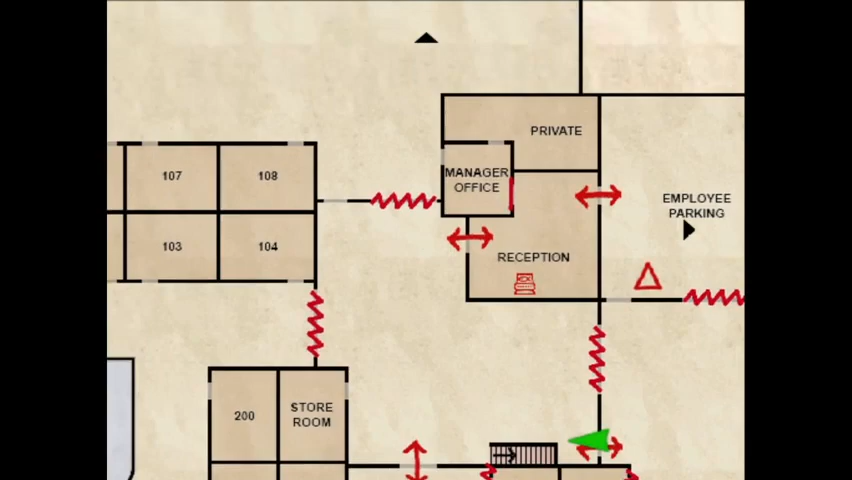 PRIVATE
107
108
MANAGER
OFFICE
EMPLOYEE
PARKING
103
104
RECEPTION
200
STORE
ROOM